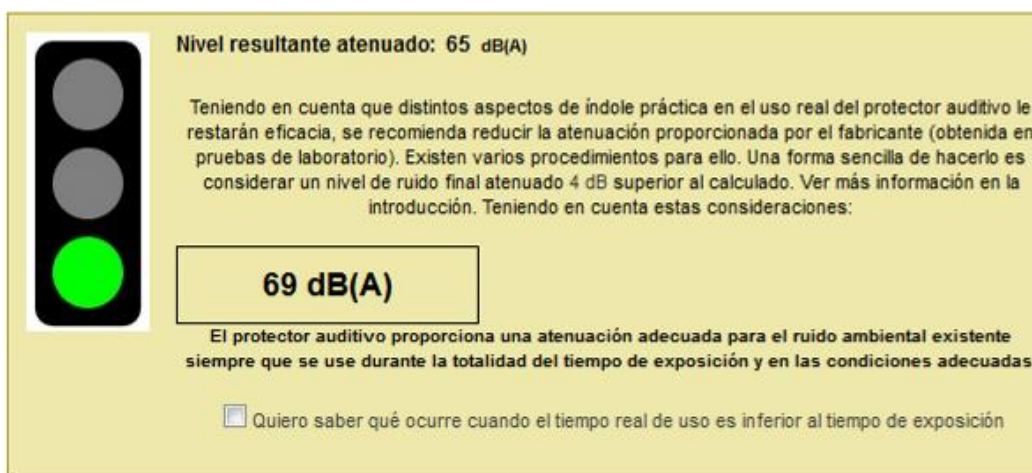 Nivel resultante atenuado: 65 dB(A)
Teniendo en cuenta que distintos aspectos de índole práctica en el uso real del protector auditivo le
restarán eficacia, se recomienda reducir la atenuación proporcionada por el fabricante (obtenida en
pruebas de laboratorio). Existen varios procedimientos para ello. Una forma sencilla de hacerlo es
considerar un nivel de ruido final atenuado 4 dB superior al calculado. Ver más información en la
introducción. Teniendo en cuenta estas consideraciones:
69 dB(A)
El protector auditivo proporciona una atenuación adecuada para el ruido ambiental existente
siempre que se use durante la totalidad del tiempo de exposición y en las condiciones adecuadas
Quiero saber qué ocurre cuando el tiempo real de uso es inferior al tiempo de exposición